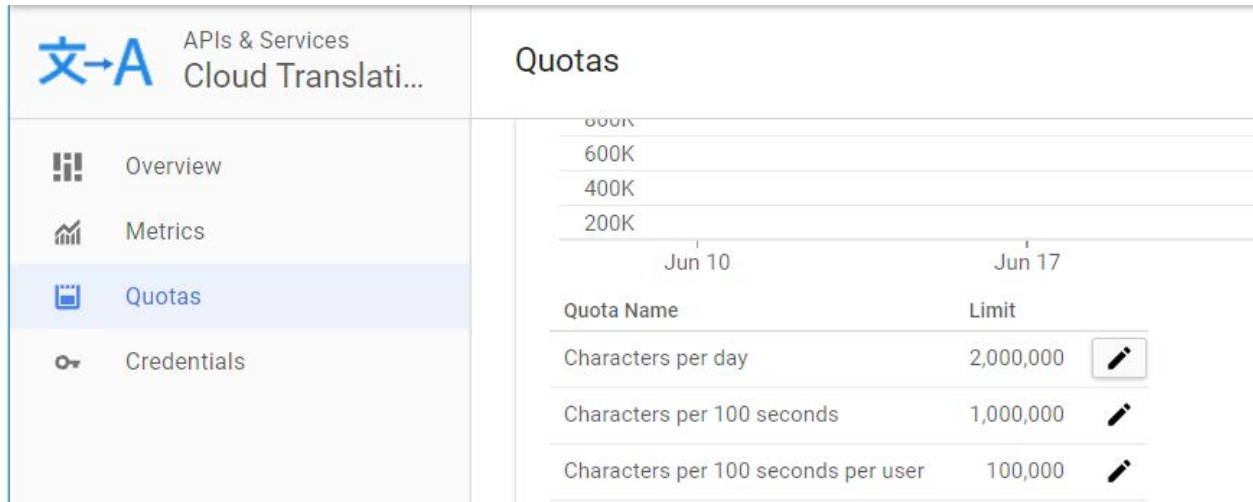 文→A
APIs & Services
Cloud Translati...
Quotas
Overview
Metrics
Quotas
Credentials
800K
600K
400K
200K
Jun 10 Jun 17
Quota Name Limit
Characters per day 2,000,000
Characters per 100 seconds 1,000,000
Characters per 100 seconds per user 100,000